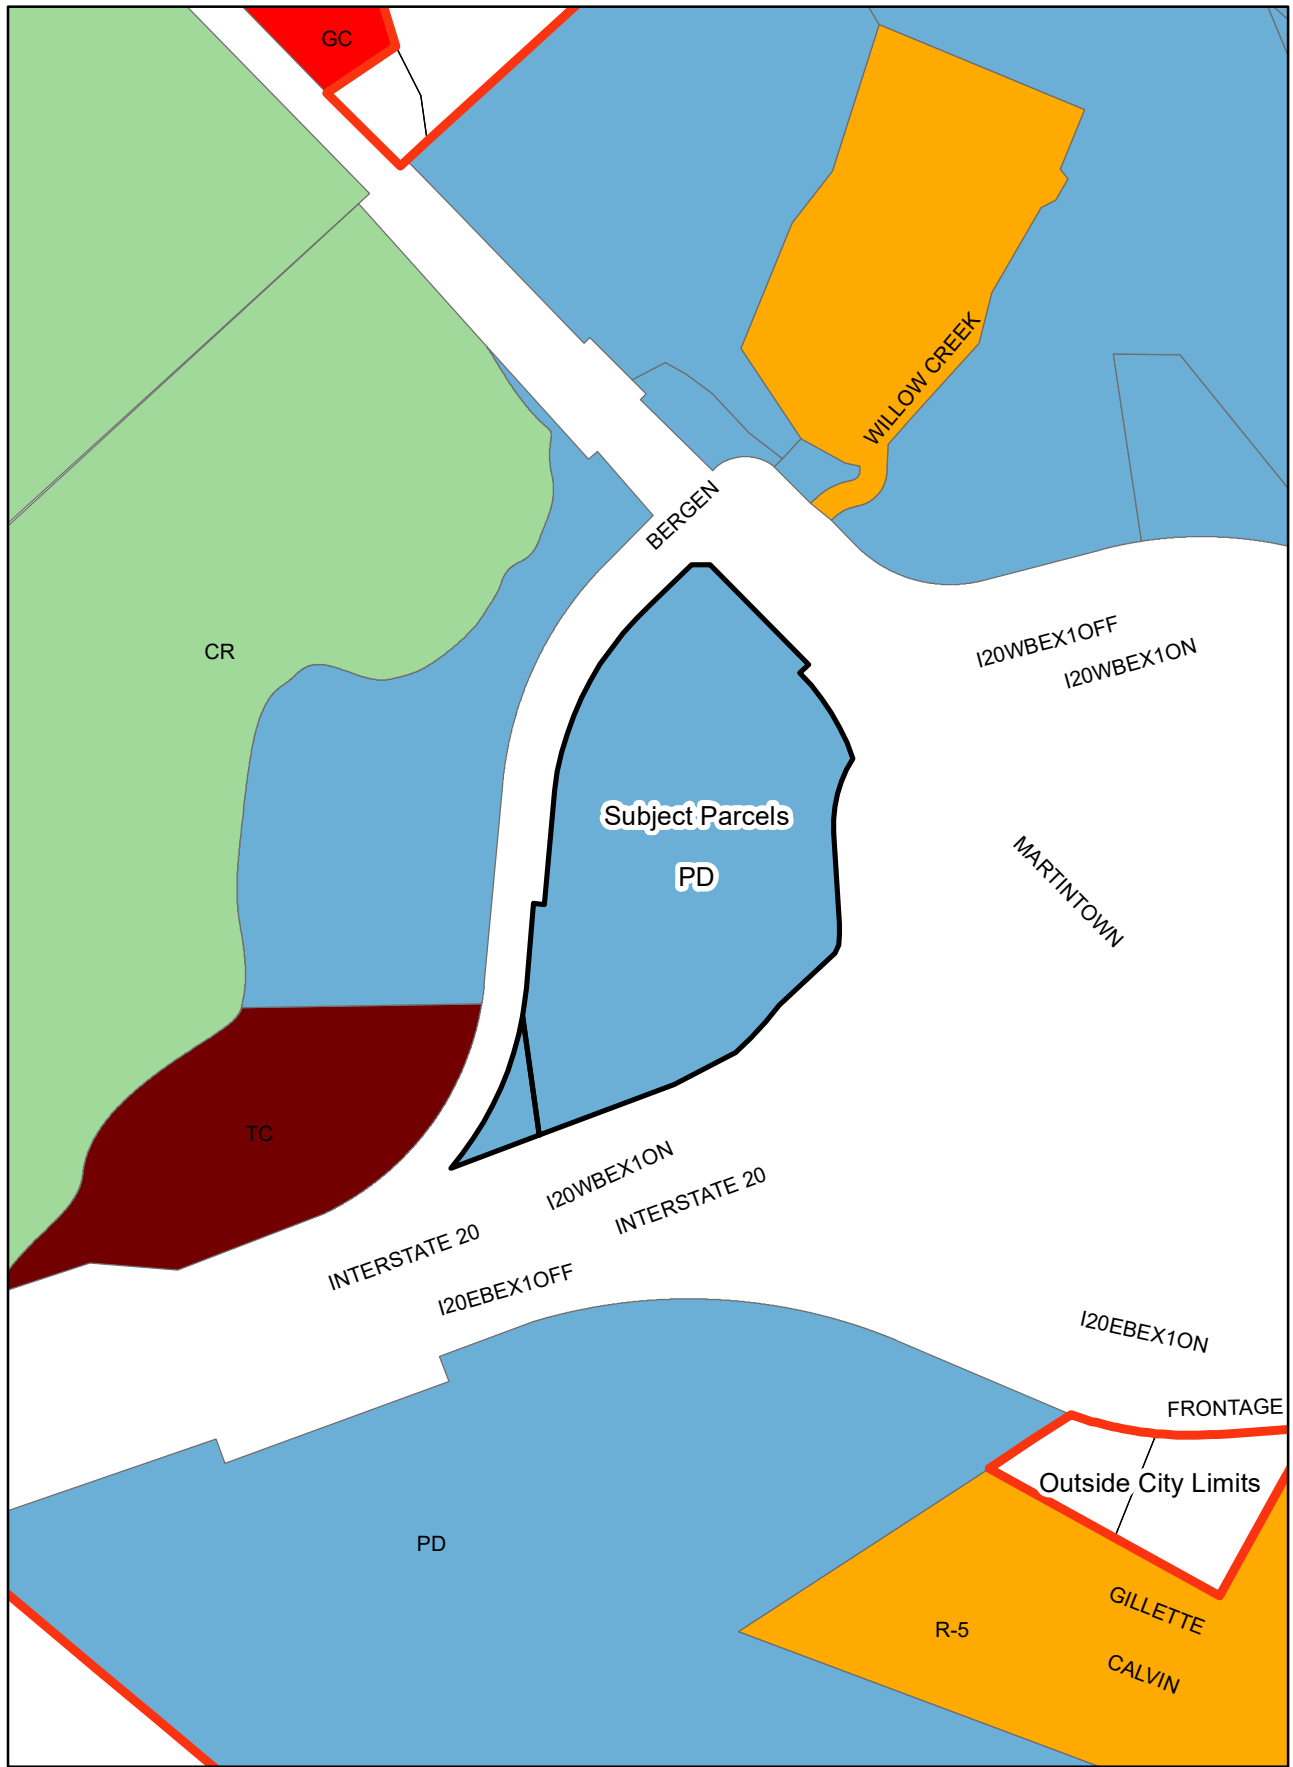 GC
WILLOW CREEK
BERGEN
I20WBEX1OFF
CR
I20WBEX1ON
Subject Parcels
PD
MARTINTOWN
TC
I20WBEX1ON
INTERSTATE 20
INTERSTATE 20
I20EBEX1OFF
I20EBEX1ON
FRONTAGE
Outside City Limits
PD
GILLETTE
R-5
CALVIN